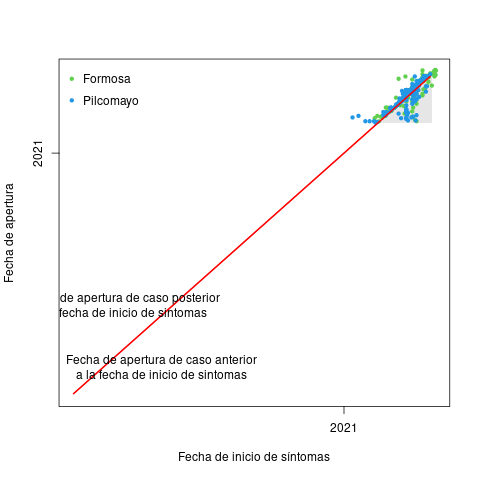 Formosa
Pilcomayo
2021
Fecha de apertura
de apertura de caso posterior
fecha de inicio de síntomas
Fecha de apertura de caso anterior
a la fecha de inicio de sintomas
2021
Fecha de inicio de síntomas